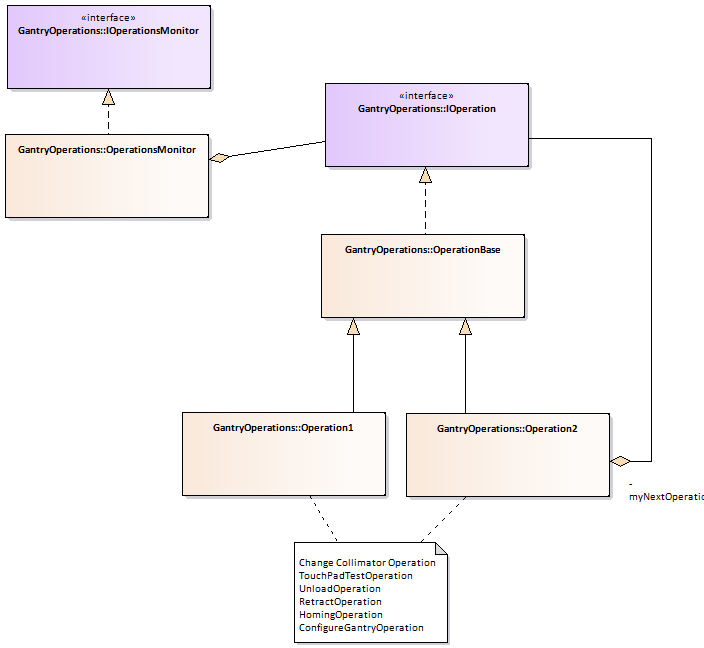 «interface»
GantryOperations::IOperationsMonitor
GantryOperations::OperationsMonitor
«interface»
GantryOperations::IOperation
GantryOperations::OperationBase
GantryOperations::Operation1
GantryOperations::Operation2
-
myNextOperatio
Change Collimator Operation
TouchPadTestOperation
UnloadOperation
RetractOperation
HomingOperation
ConfigureGantryOperation